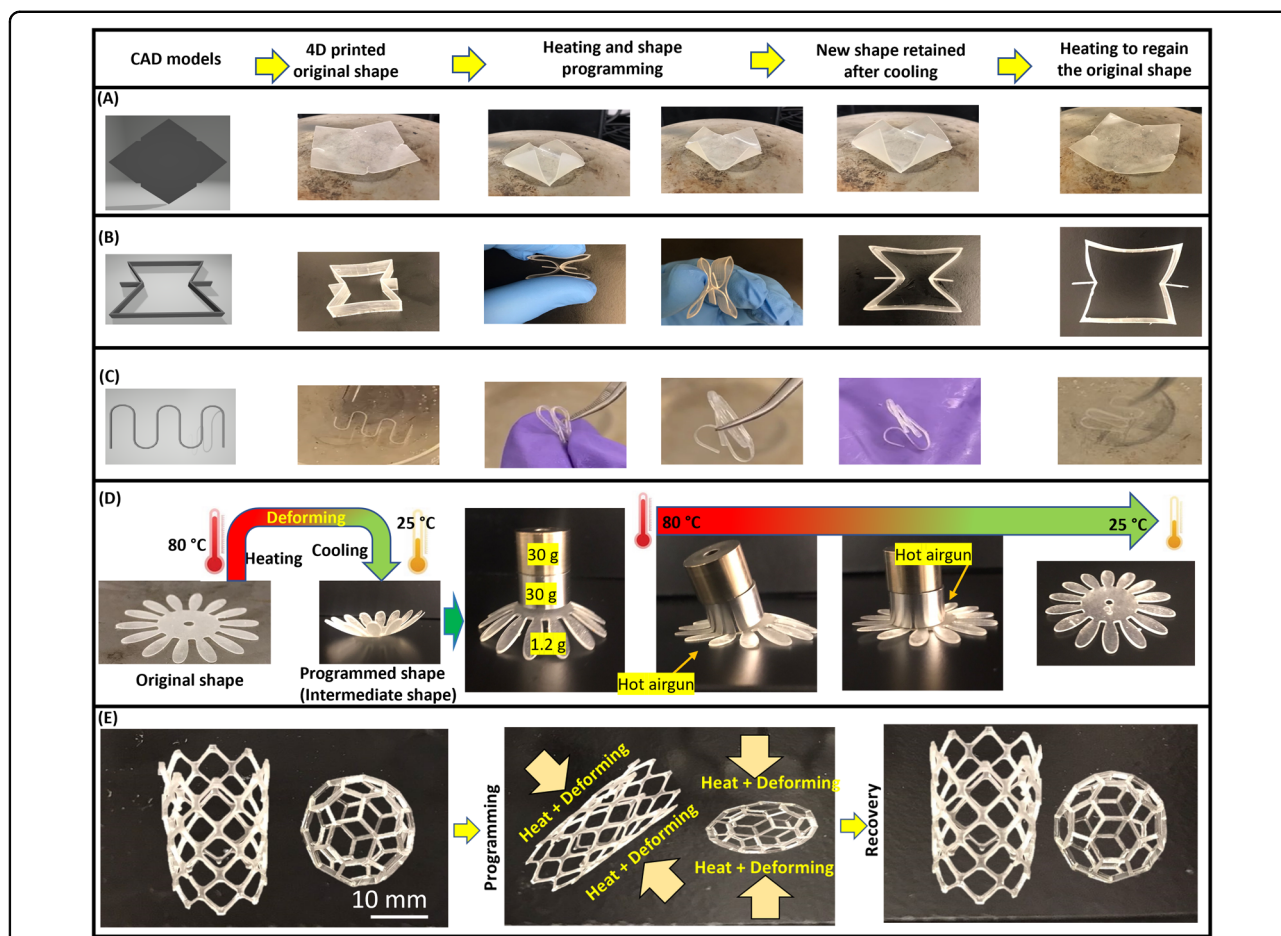 CAD models
4D printed
original shape
Heating and shape
programming
New shape retained
after cooling
Heating to regain
the original shape
(A)
(B)
(C)
(D)
80 °C
Deforming
Heating
Cooling
25 °C
Original shape
Programmed shape
(Intermediate shape)
30 g
30 g
1.2 g
80 °C
25 °C
Hot airgun
Hot airgun
(E)
10 mm
Programming
Heat + Deforming
Heat + Deforming
Heat + Deforming
Heat + Deforming
Recovery